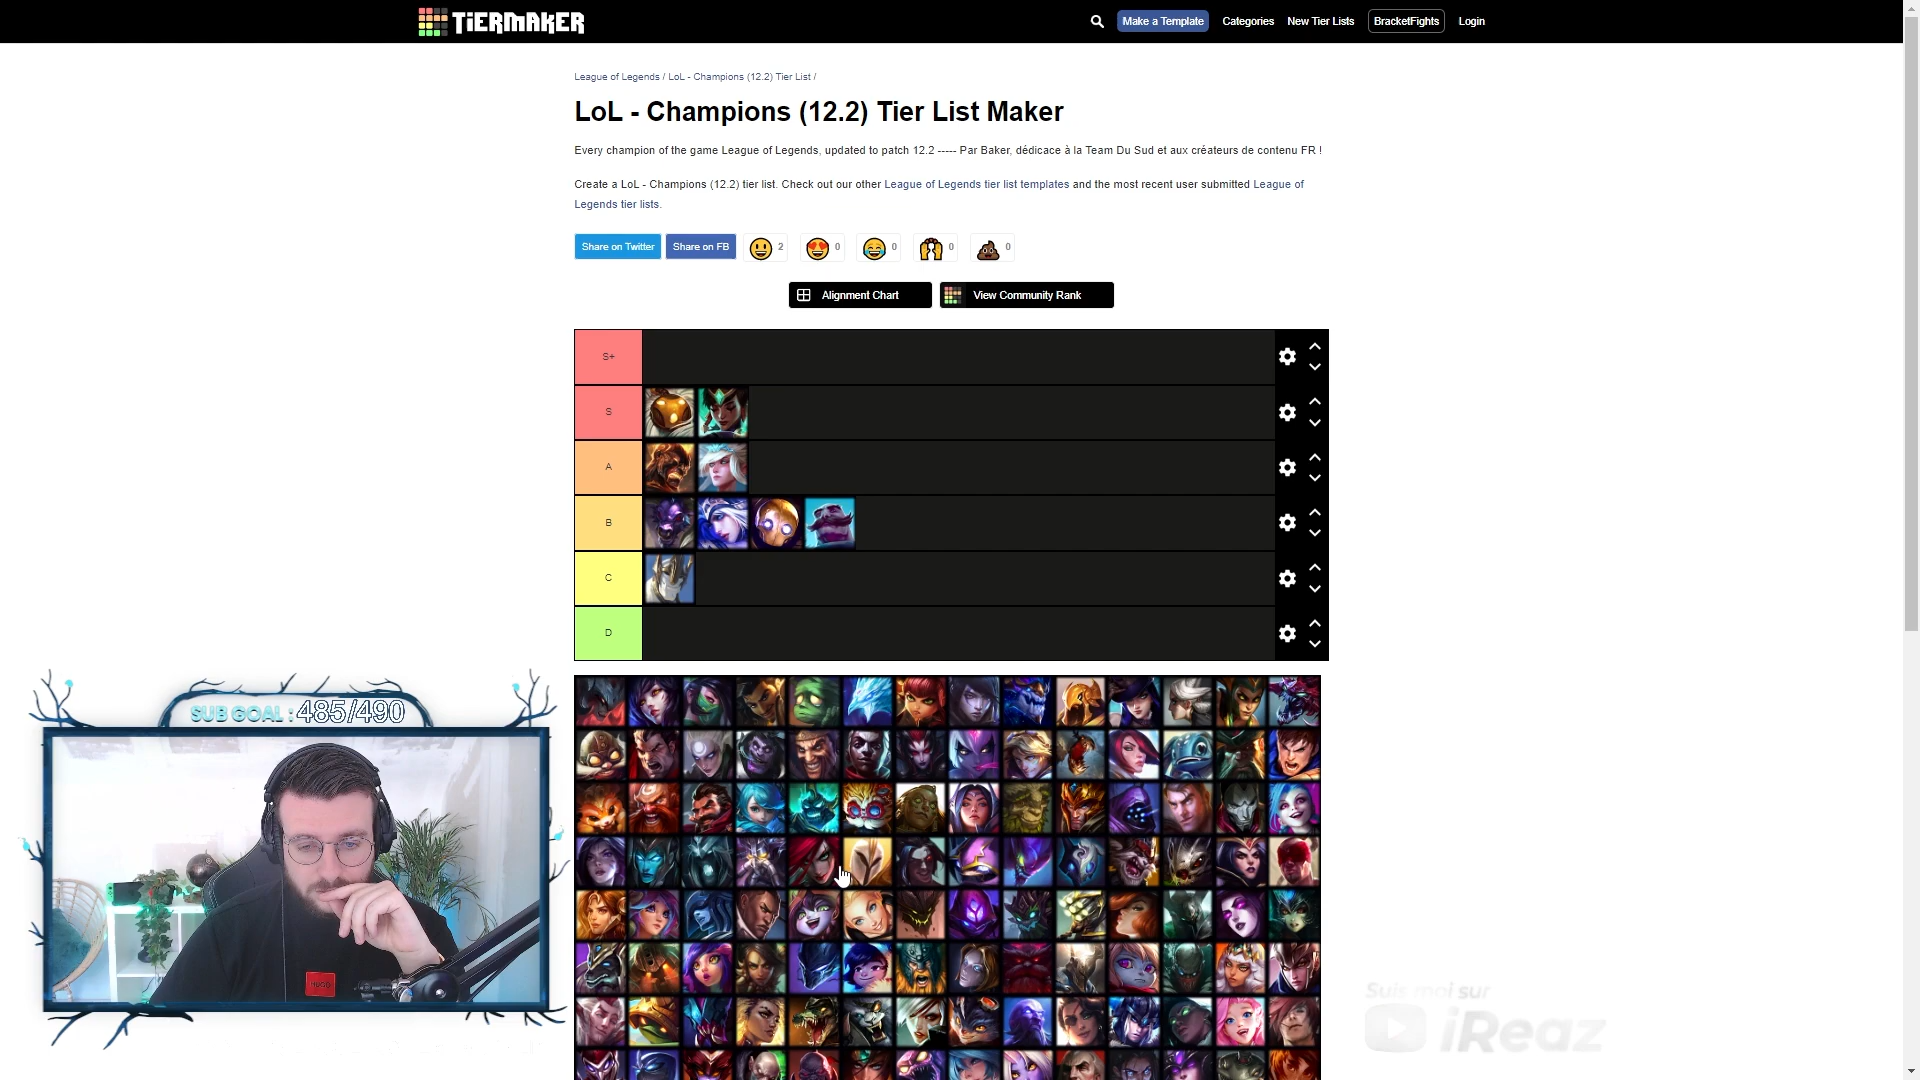 TiERMAKER
Make a Template
Categories
New Tier Lists
BracketFights
Login
League of Legends / LoL - Champions (12.2) Tier List /
LoL - Champions (12.2) Tier List Maker
Every champion of the game League of Legends, updated to patch 12.2 ----- Par Baker, dédicace à la Team Du Sud et aux créateurs de contenu FR !
Create a LoL - Champions (12.2) tier list. Check out our other League of Legends tier list templates and the most recent user submitted League of
Legends tier lists.
Share on Twitter
Share on FB
2
0
0
0
0
Alignment Chart
View Community Rank
S+
S
A
B
C
D
SUB GOAL : 485/490
HUGO
Suis moi sur
iReaz